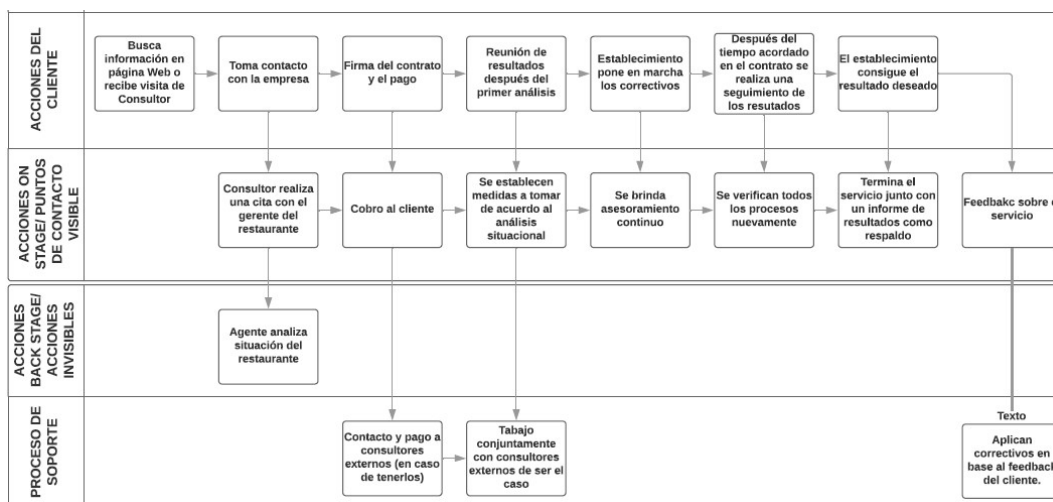 ACCIONES DEL
CLIENTE
Busca
información en
página Web o
recibe visita de
Consultor
Toma contacto
con la empresa
Firma del contrato
y el pago
Reunión de
resultados
después del
primer análisis
Establecimiento
pone en marcha
los correctivos
Después del
tiempo acordado
en el contrato se
realiza una
seguimiento de
los resutados
El establecimiento
consigue el
resultado deseado
ACCIONES ON
STAGE/ PUNTOS
DE CONTACTO
VISIBLE
Consultor realiza
una cita con el
gerente del
restaurante
Cobro al cliente
Se establecen
medidas a tomar
de acuerdo al
análisis
situacional
Se brinda
asesoramiento
continuo
Se verifican todos
los procesos
nuevamente
Termina el
servicio junto con
un informe de
resultados como
respaldo
Feedbakc sobre
servicio
ACCIONES
BACK STAGE/
ACCIONES
INVISIBLES
Agente analiza
situación del
restaurante
PROCESO DE
SOPORTE
Contacto y pago a
consultores
externos (en caso
de tenerlos)
Tabajo
conjuntamente
con consultores
externos de ser el
caso
Texto
Aplican
correctivos en
base al feedback
del cliente.